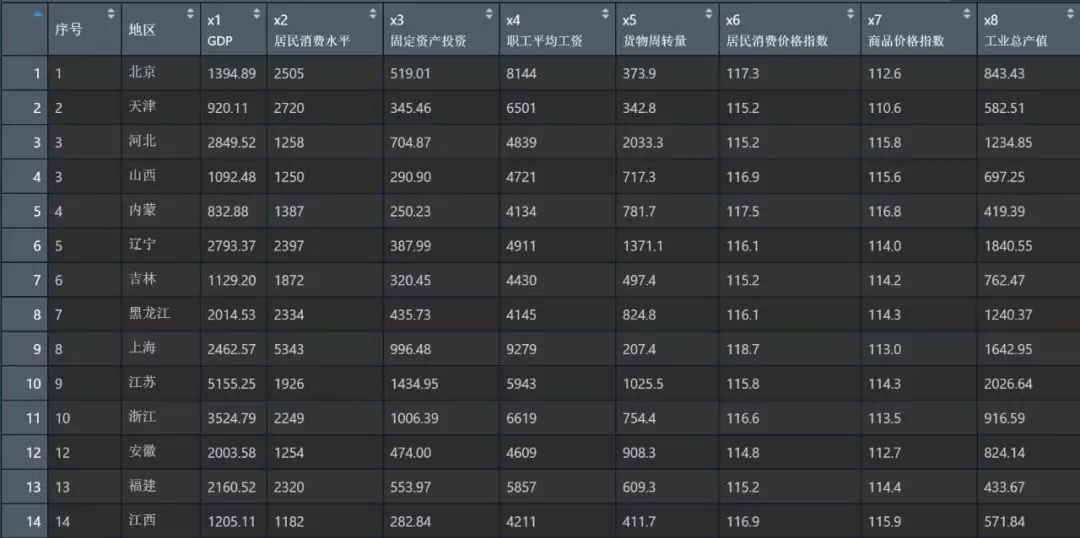 序号 地区 x1 GDP x2 居民消费水平 x3 固定资产投资 x4 职工平均工资 x5 货物周转量 x6 居民消费价格指数 x7 商品价格指数 x8 工业总产值
1 1 北京 1394.89 2505 519.01 8144 373.9 117.3 112.6 843.43
2 2 天津 920.11 2720 345.46 6501 342.8 115.2 110.6 582.51
3 3 河北 2849.52 1258 704.87 4839 2033.3 115.2 115.8 1234.85
4 3 山西 1092.48 1250 290.90 4721 717.3 116.9 115.6 697.25
5 4 内蒙 832.88 1387 250.23 4134 781.7 117.5 116.8 419.39
6 5 辽宁 2793.37 2397 387.99 4911 1371.1 116.1 114.0 1840.55
7 6 吉林 1129.20 1872 320.45 4430 497.4 115.2 114.2 762.47
8 7 黑龙江 2014.53 2334 435.73 4145 824.8 116.1 114.3 1240.37
9 8 上海 2462.57 5343 996.48 9279 207.4 118.7 113.0 1642.95
10 9 江苏 5155.25 1926 1434.95 5943 1025.5 115.8 114.3 2026.64
11 10 浙江 3524.79 2249 1006.39 6619 754.4 116.6 113.5 916.59
12 12 安徽 2003.58 1254 474.00 4609 908.3 114.8 112.7 824.14
13 13 福建 2160.52 2320 553.97 5857 609.3 115.2 114.4 433.67
14 14 江西 1205.11 1182 282.84 4211 411.7 116.9 115.9 571.84